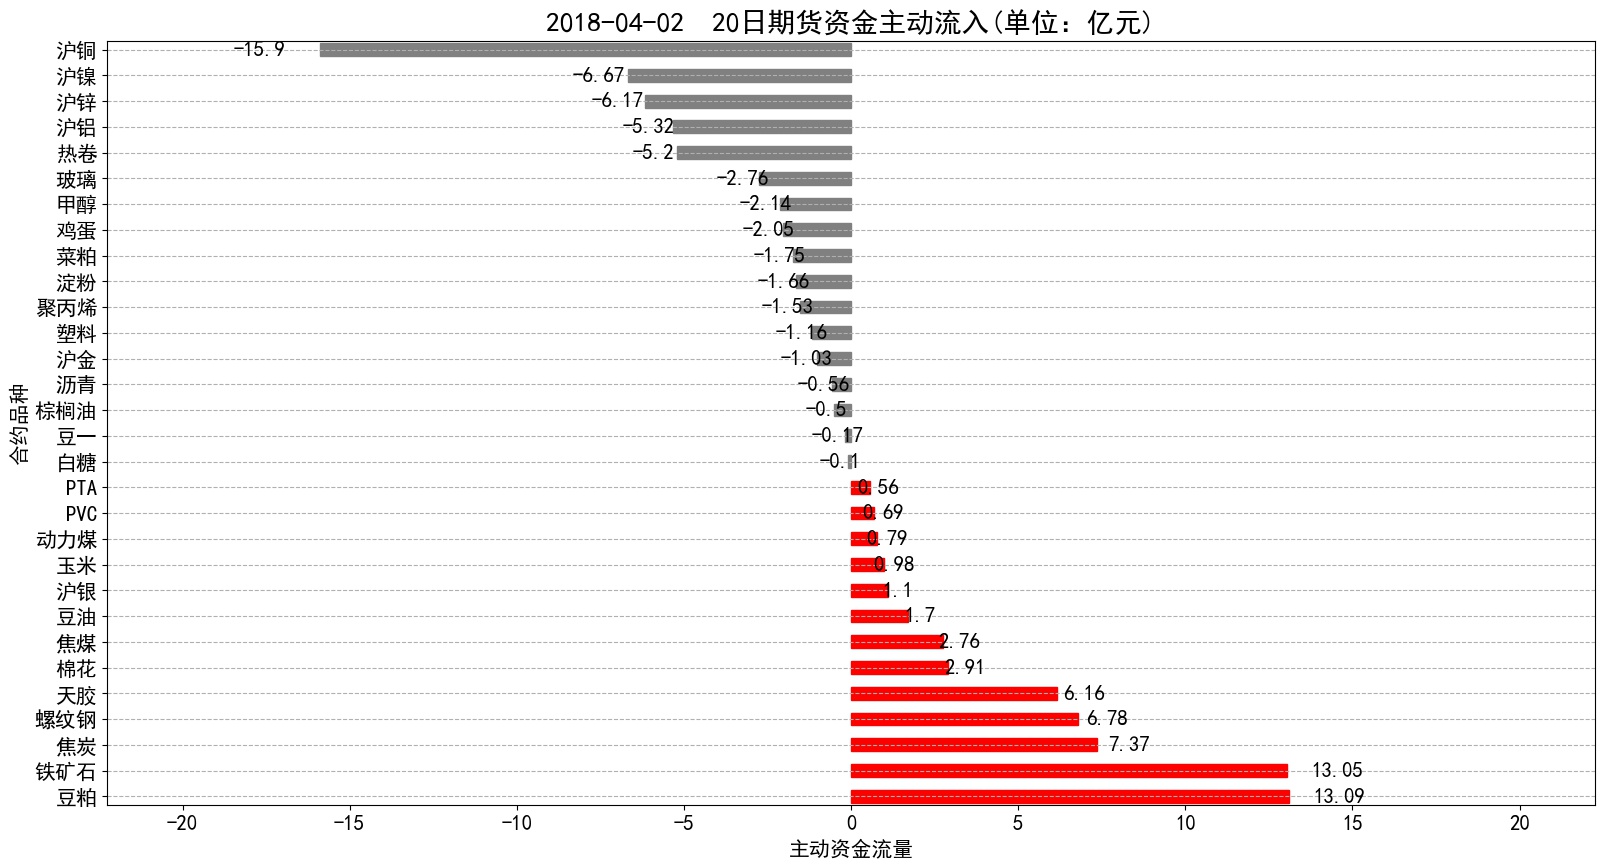 2018-04-02 20日期货资金主动流入(单位：亿元)
合约品种
沪铜 -15.9
沪镍 -6.67
沪锌 -6.17
沪铝 -5.32
热卷 -5.2
玻璃 -2.76
甲醇 -2.14
鸡蛋 -2.05
菜粕 -1.75
淀粉 -1.66
聚丙烯 -1.53
塑料 -1.16
沪金 -1.03
沥青 -0.56
棕榈油 -0.5
豆一 -0.17
白糖 -0.1
PTA 0.56
PVC 0.69
动力煤 0.79
玉米 0.98
沪银 1.1
豆油 1.7
焦煤 2.76
棉花 2.91
天胶 6.16
螺纹钢 6.78
焦炭 7.37
铁矿石 13.05
豆粕 13.09
-20 -15 -10 -5 0 5 10 15 20
主动资金流量